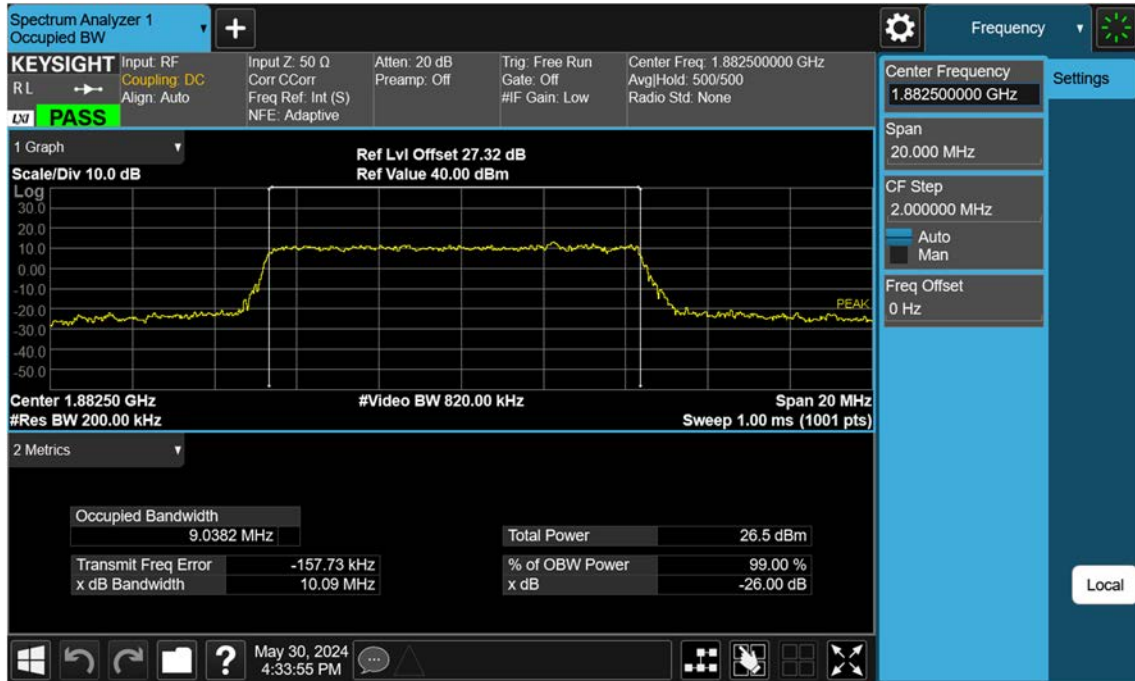 Spectrum Analyzer 1
Occupied BW
+
Frequency
KEYSIGHT
R L
LXI PASS
Input: RF
Coupling: DC
Align: Auto
Input Z: 50 Ω
Corr CCorr
Freq Ref: Int (S)
NFE: Adaptive
Atten: 20 dB
Preamp: Off
Trig: Free Run
Gate: Off
#IF Gain: Low
Center Freq: 1.882500000 GHz
Avg|Hold: 500/500
Radio Std: None
Center Frequency
1.882500000 GHz
Settings
Span
20.000 MHz
CF Step
2.000000 MHz
Auto
Man
Freq Offset
0 Hz
Local
1 Graph
Scale/Div 10.0 dB
Ref Lvl Offset 27.32 dB
Ref Value 40.00 dBm
Log
30.0
20.0
10.0
0.00
-10.0
-20.0
-30.0
-40.0
-50.0
PEAK
Center 1.88250 GHz
#Video BW 820.00 kHz
Span 20 MHz
#Res BW 200.00 kHz
Sweep 1.00 ms (1001 pts)
2 Metrics
Occupied Bandwidth
9.0382 MHz
Total Power 26.5 dBm
Transmit Freq Error -157.73 kHz
% of OBW Power 99.00 %
x dB Bandwidth 10.09 MHz
x dB -26.00 dB
?
May 30, 2024
4:33:55 PM